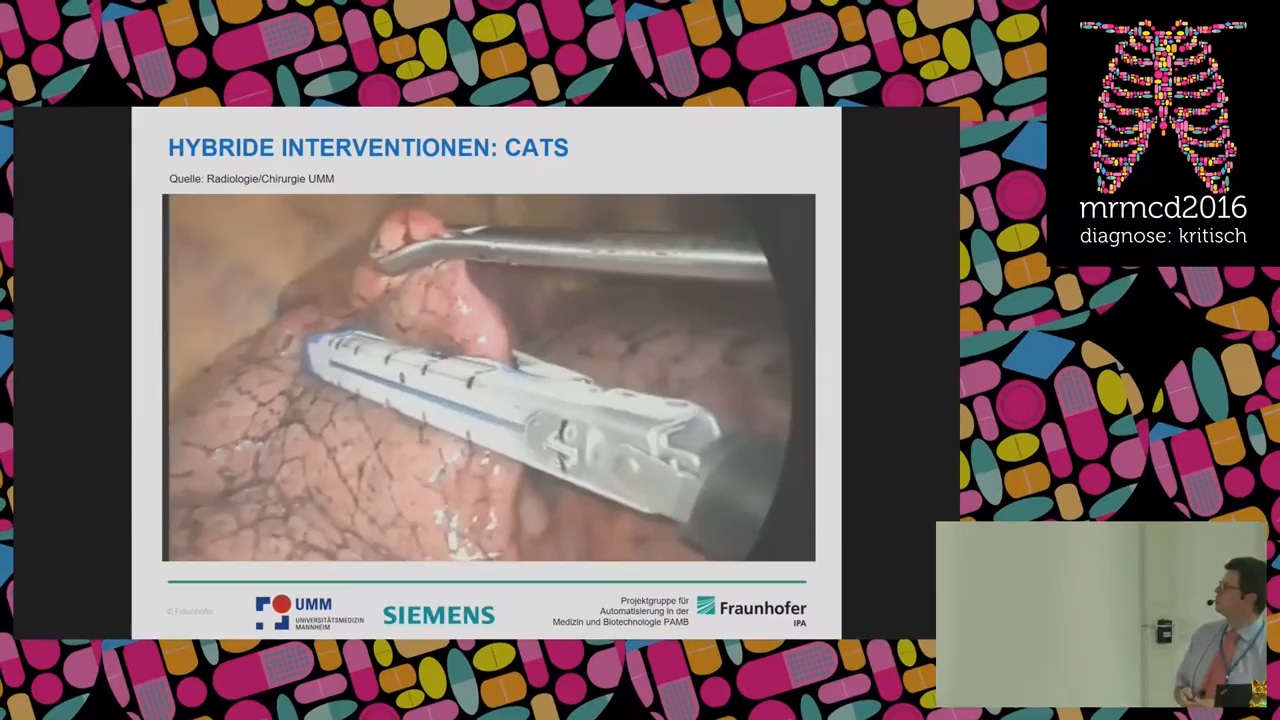 HYBRIDE INTERVENTIONEN: CATS
Quelle: Radiologie/Chirurgie UMM
© Fraunhofer
UMM
UNIVERSITÄTSMEDIZIN
MANNHEIM
SIEMENS
Projektgruppe für
Automatisierung in der
Medizin und Biotechnologie PAMB
Fraunhofer
IPA
mrmcd2016
diagnose: kritisch